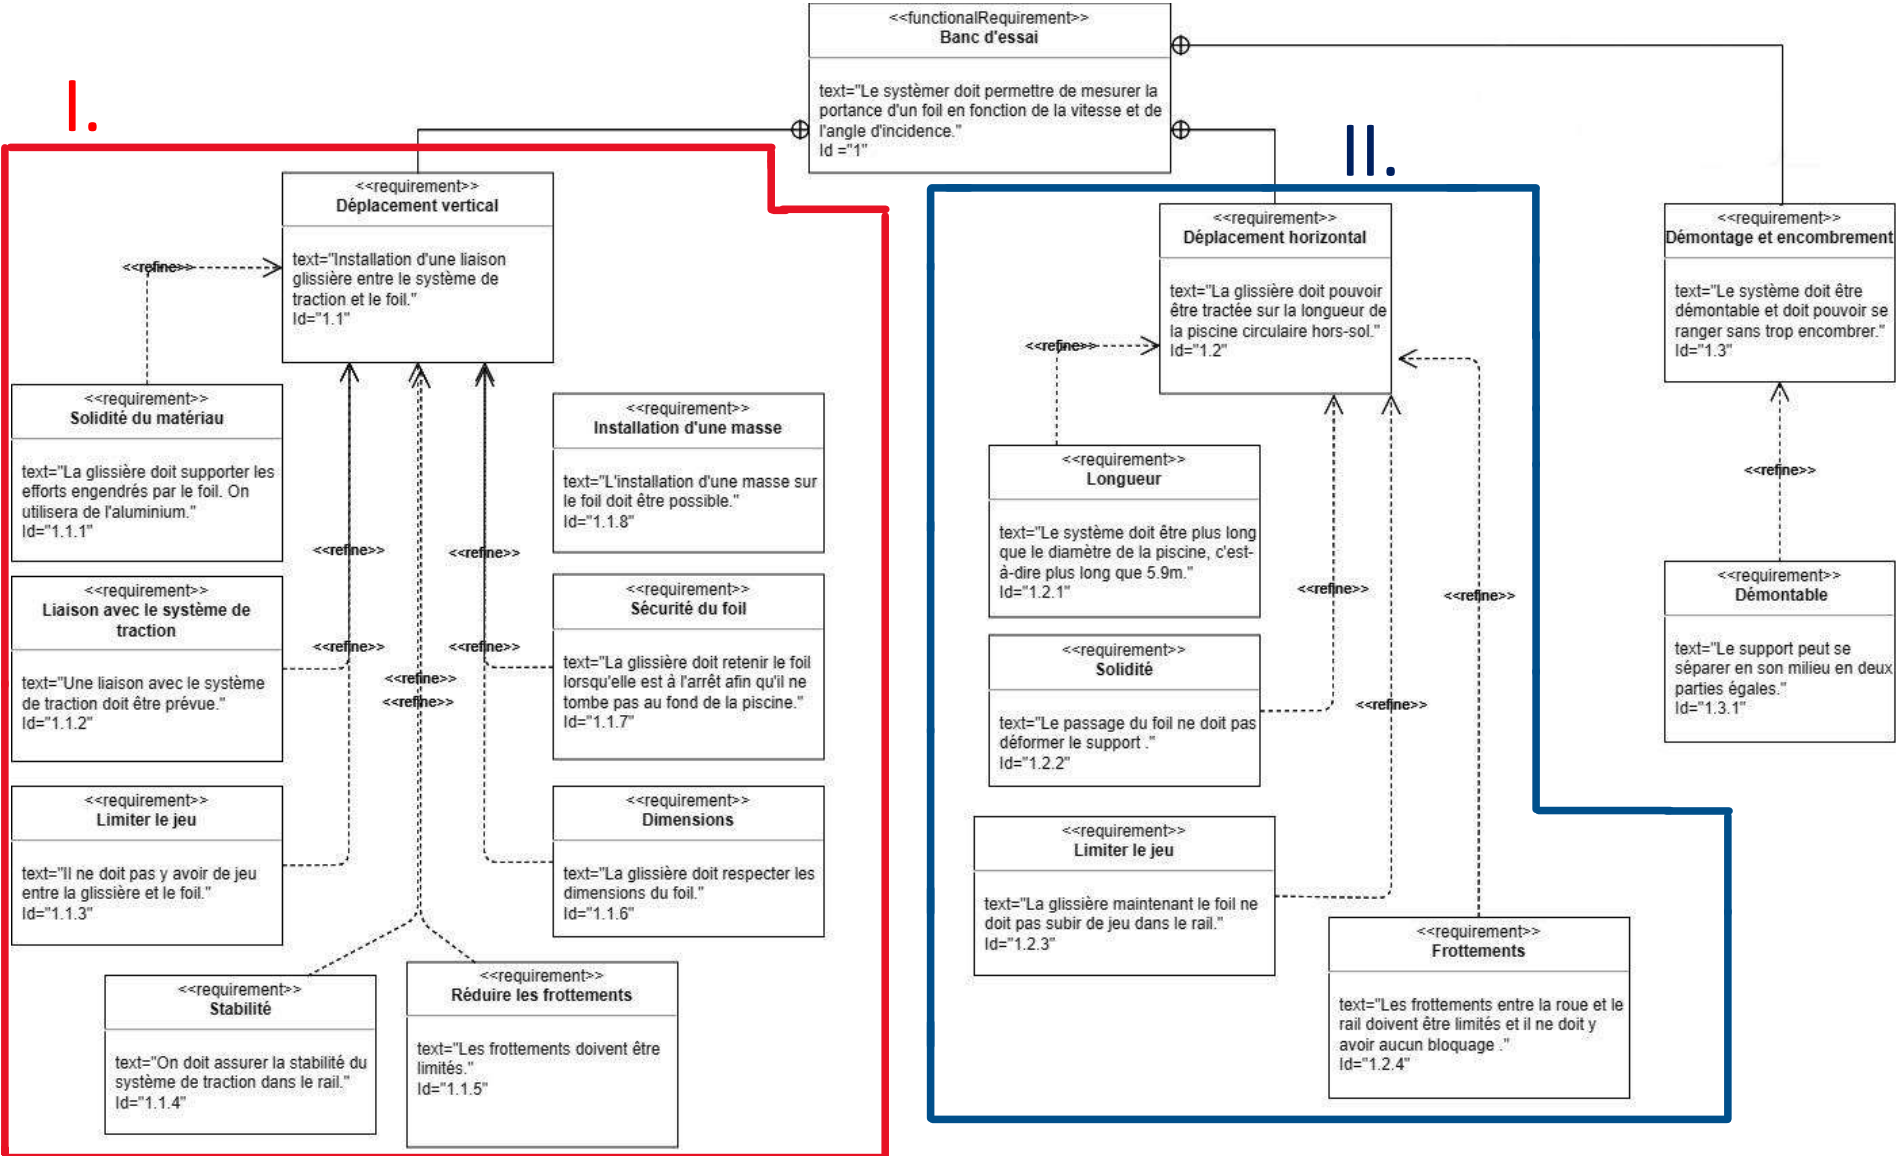 <<functionalRequirement>>
Banc d'essai
text="Le systèmer doit permettre de mesurer la
portance d'un foil en fonction de la vitesse et de
l'angle d'incidence."
Id ="1"
I.
II.
<<requirement>>
Déplacement vertical
text="Installation d'une liaison
glissière entre le système de
traction et le foil."
Id="1.1"
<<refine>>
<<requirement>>
Solidité du matériau
text="La glissière doit supporter les
efforts engendrés par le foil. On
utilisera de l'aluminium."
Id="1.1.1"
<<requirement>>
Installation d'une masse
text="L'installation d'une masse sur
le foil doit être possible."
Id="1.1.8"
<<refine>>
<<refine>>
<<requirement>>
Liaison avec le système de
traction
text="Une liaison avec le système
de traction doit être prévue."
Id="1.1.2"
<<requirement>>
Sécurité du foil
text="La glissière doit retenir le foil
lorsqu'elle est à l'arrêt afin qu'il ne
tombe pas au fond de la piscine."
Id="1.1.7"
<<refine>>
<<refine>>
<<refine>>
<<refine>>
<<requirement>>
Limiter le jeu
text="Il ne doit pas y avoir de jeu
entre la glissière et le foil."
Id="1.1.3"
<<requirement>>
Dimensions
text="La glissière doit respecter les
dimensions du foil."
Id="1.1.6"
<<requirement>>
Stabilité
text="On doit assurer la stabilité du
système de traction dans le rail."
Id="1.1.4"
<<requirement>>
Réduire les frottements
text="Les frottements doivent être
limités."
Id="1.1.5"
<<requirement>>
Déplacement horizontal
text="La glissière doit pouvoir
être tractée sur la longueur de
la piscine circulaire hors-sol."
Id="1.2"
<<refine>>
<<requirement>>
Longueur
text="Le système doit être plus long
que le diamètre de la piscine, c'est-
à-dire plus long que 5.9m."
Id="1.2.1"
<<refine>>
<<refine>>
<<requirement>>
Solidité
text="Le passage du foil ne doit pas
déformer le support ."
Id="1.2.2"
<<refine>>
<<requirement>>
Limiter le jeu
text="La glissière maintenant le foil ne
doit pas subir de jeu dans le rail."
Id="1.2.3"
<<requirement>>
Frottements
text="Les frottements entre la roue et le
rail doivent être limités et il ne doit y
avoir aucun bloquage ."
Id="1.2.4"
<<requirement>>
Démontage et encombrement
text="Le système doit être
démontable et doit pouvoir se
ranger sans trop encombrer."
Id="1.3"
<<refine>>
<<requirement>>
Démontable
text="Le support peut se
séparer en son milieu en deux
parties égales."
Id="1.3.1"